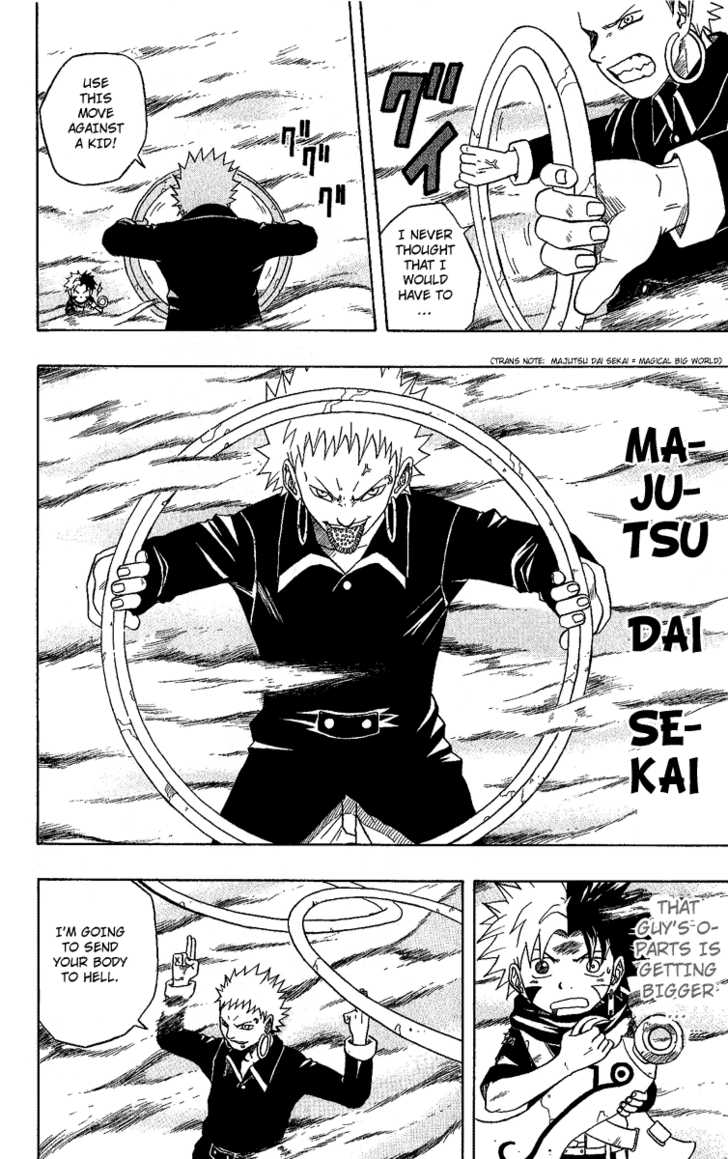 グイ
I NEVER
THOUGHT
THAT I
WOULD
HAVE TO
...
グググ
USE
THIS
MOVE
AGAINST
A KID!
(TRANS NOTE: MAJUTSU DAI SEKAI = MAGICAL BIG WORLD)
MA-
JU-
TSU
DAI
SE-
KAI
THAT
GUY'S O-
PARTS IS
GETTING
BIGGER
...
I'M GOING
TO SEND
YOUR BODY
TO HELL.